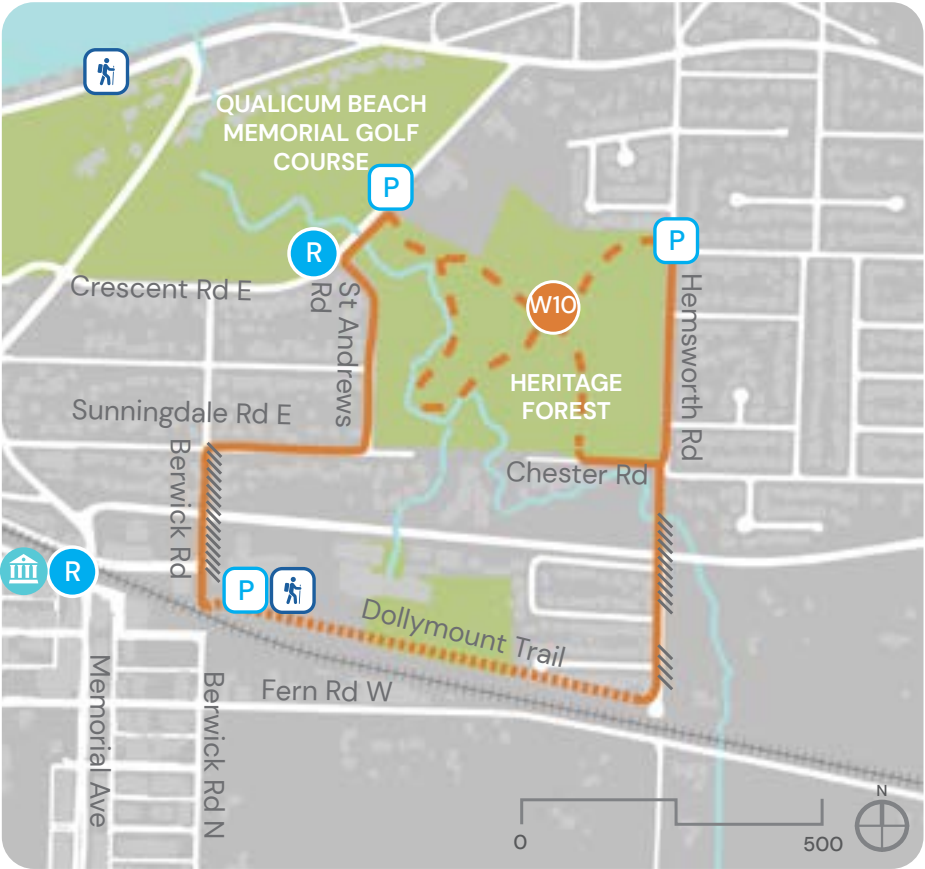 QUALICUM BEACH
MEMORIAL GOLF
COURSE
P
R
P
Crescent Rd E
St Andrews
Rd
W10
Hemsworth Rd
HERITAGE
FOREST
Sunningdale Rd E
Berwick Rd
Chester Rd
R
P
Dollymount Trail
Fern Rd W
Memorial Ave
Berwick Rd N
N
0
500